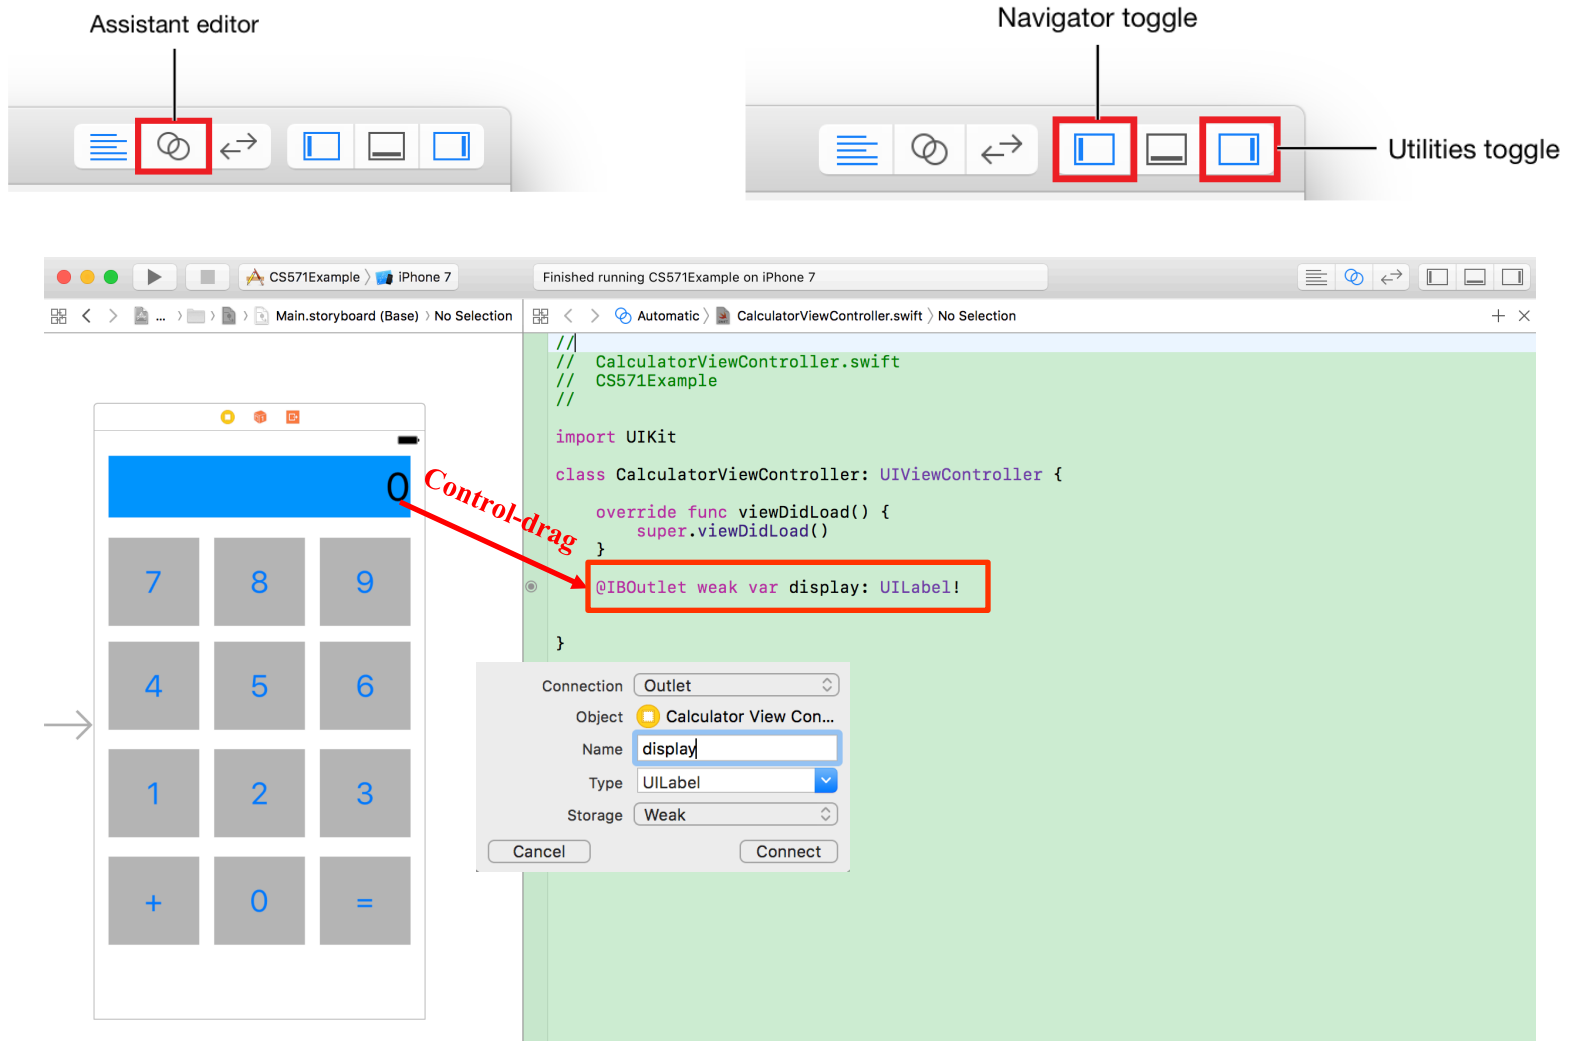 Assistant editor
Navigator toggle
Utilities toggle
CS571Example 〉 iPhone 7
Finished running CS571Example on iPhone 7
... 〉 〉 〉 Main.storyboard (Base) 〉 No Selection
Automatic 〉 CalculatorViewController.swift 〉 No Selection
//
//  CalculatorViewController.swift
//  CS571Example
//
import UIKit
class CalculatorViewController: UIViewController {
override func viewDidLoad() {
super.viewDidLoad()
}
@IBOutlet weak var display: UILabel!
}
Control-drag
0
7 8 9
4 5 6
1 2 3
+ 0 =
Connection Outlet
Object Calculator View Con...
Name display
Type UILabel
Storage Weak
Cancel Connect